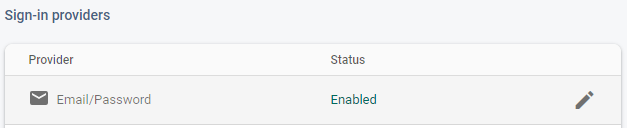 Sign-in providers
Provider Status
Email/Password Enabled